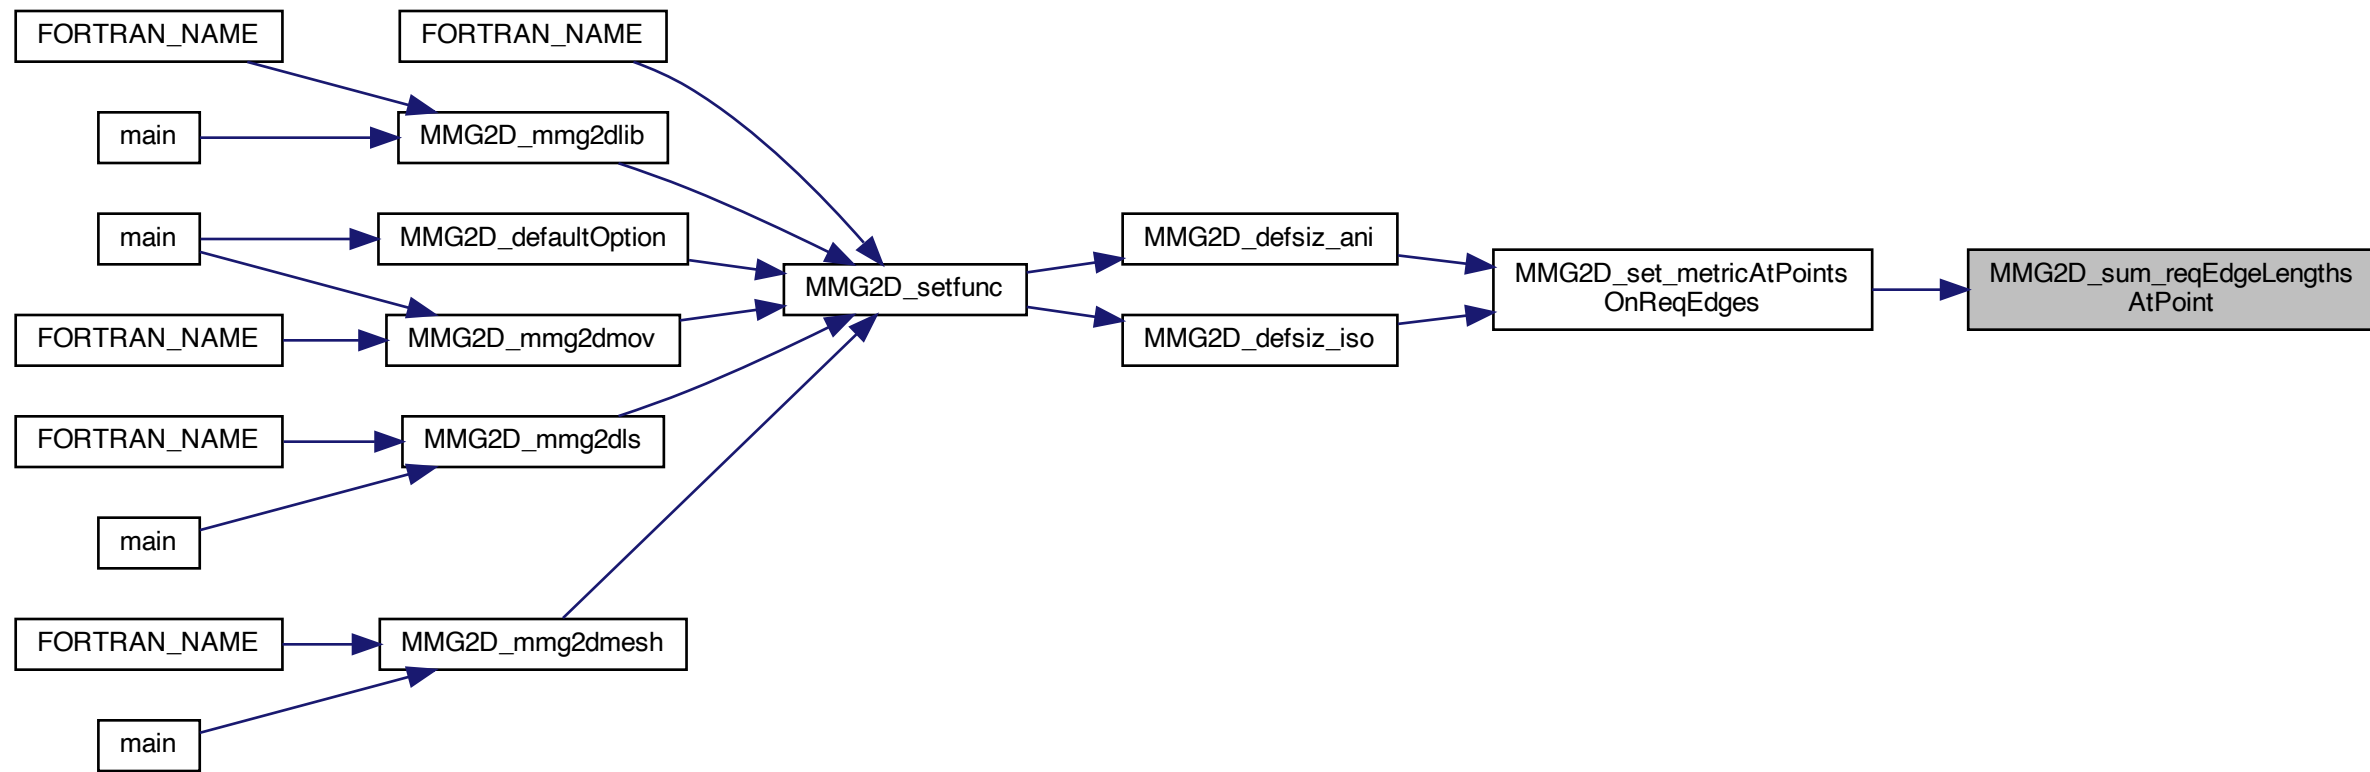 FORTRAN_NAME
FORTRAN_NAME
main
MMG2D_mmg2dlib
main
MMG2D_defaultOption
MMG2D_defsiz_ani
MMG2D_setfunc
MMG2D_set_metricAtPoints
OnReqEdges
MMG2D_sum_reqEdgeLengths
AtPoint
FORTRAN_NAME
MMG2D_mmg2dmov
MMG2D_defsiz_iso
FORTRAN_NAME
MMG2D_mmg2dls
main
FORTRAN_NAME
MMG2D_mmg2dmesh
main